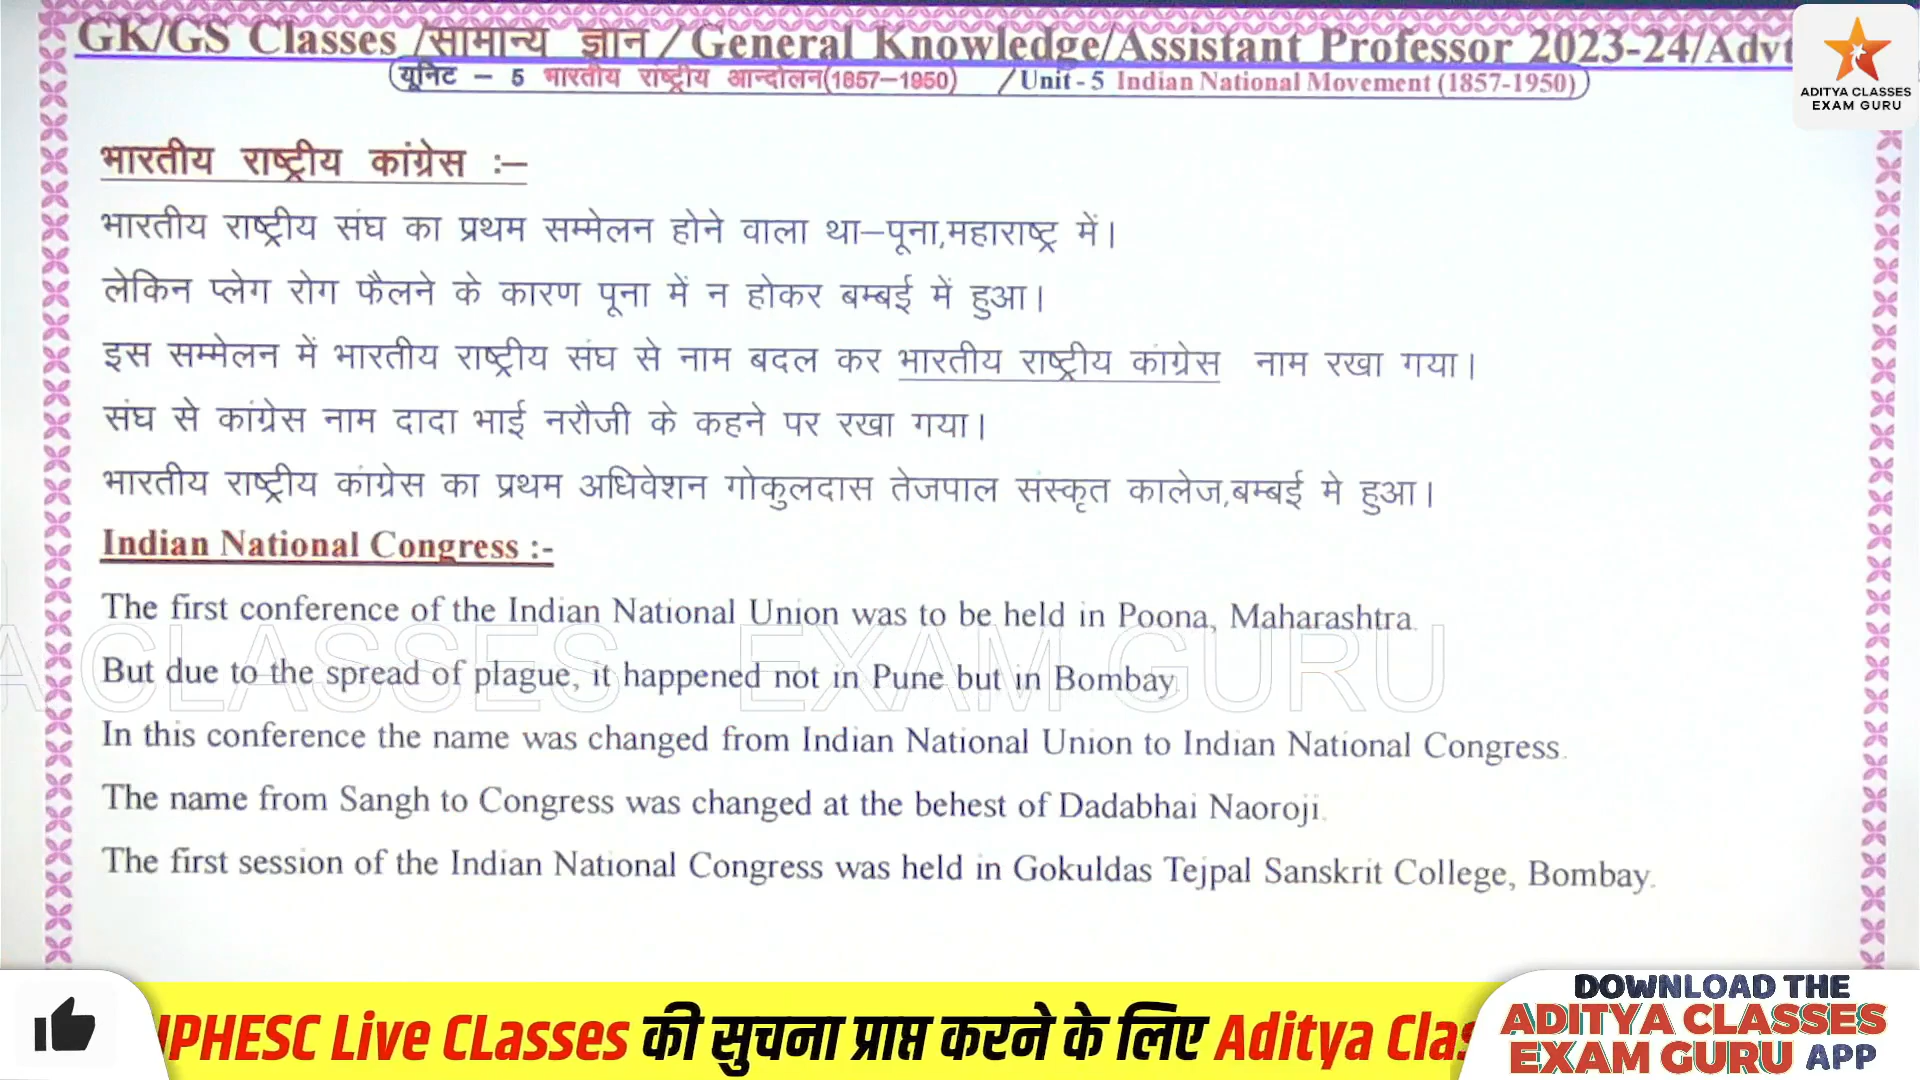 GK/GS Classes /सामान्य ज्ञान / General Knowledge/Assistant Professor 2023-24/Advt
यूनिट – 5 भारतीय राष्ट्रीय आन्दोलन(1857–1950) / Unit - 5 Indian National Movement (1857-1950)
ADITYA CLASSES
EXAM GURU
भारतीय राष्ट्रीय कांग्रेस :–
भारतीय राष्ट्रीय संघ का प्रथम सम्मेलन होने वाला था–पूना,महाराष्ट्र में।
लेकिन प्लेग रोग फैलने के कारण पूना में न होकर बम्बई में हुआ।
इस सम्मेलन में भारतीय राष्ट्रीय संघ से नाम बदल कर भारतीय राष्ट्रीय कांग्रेस नाम रखा गया।
संघ से कांग्रेस नाम दादा भाई नरौजी के कहने पर रखा गया।
भारतीय राष्ट्रीय कांग्रेस का प्रथम अधिवेशन गोकुलदास तेजपाल संस्कृत कालेज,बम्बई मे हुआ।
Indian National Congress :-
The first conference of the Indian National Union was to be held in Poona, Maharashtra.
But due to the spread of plague, it happened not in Pune but in Bombay
In this conference the name was changed from Indian National Union to Indian National Congress.
The name from Sangh to Congress was changed at the behest of Dadabhai Naoroji.
The first session of the Indian National Congress was held in Gokuldas Tejpal Sanskrit College, Bombay.
A CLASSES EXAM GURU
UPHESC Live CLasses की सुचना प्राप्त करने के लिए Aditya Clas
DOWNLOAD THE
ADITYA CLASSES
EXAM GURU APP